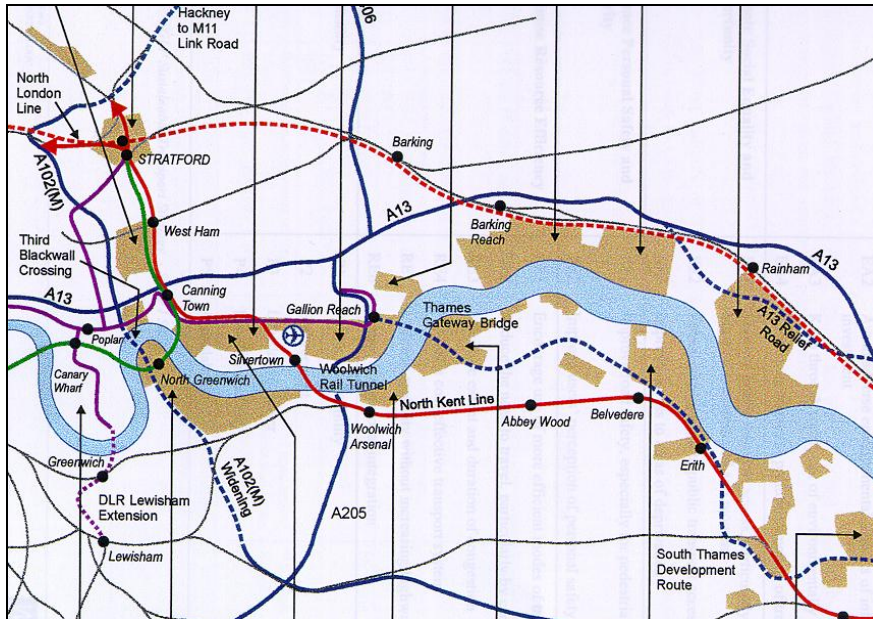 Hackney
to M11
Link Road
06
North
London
Line
STRATFORD
A102(M)
Barking
West Ham
A13
Barking
Reach
Third
Blackwall
Crossing
A13
Rainham
Canning
Town
A13
Gallion Reach
Thames
Gateway Bridge
A13 Relief
Road
Poplar
Silvertown
Woolwich
Rail Tunnel
Canary
Wharf
North Greenwich
North Kent Line
Woolwich
Arsenal
Abbey Wood
Belvedere
Greenwich
A102(M)
Widening
Erith
DLR Lewisham
Extension
A205
Lewisham
South Thames
Development
Route